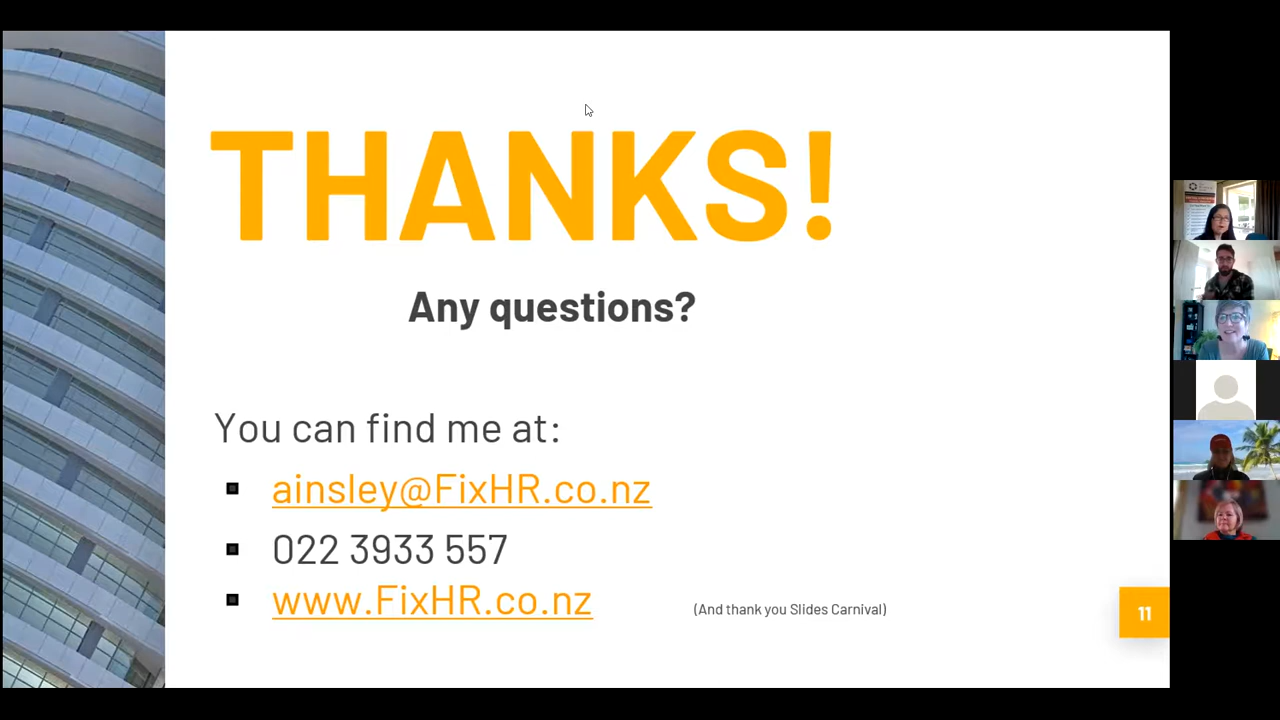 THANKS!
Any questions?
You can find me at:
ainsley@FixHR.co.nz
022 3933 557
www.FixHR.co.nz
(And thank you Slides Carnival)
11